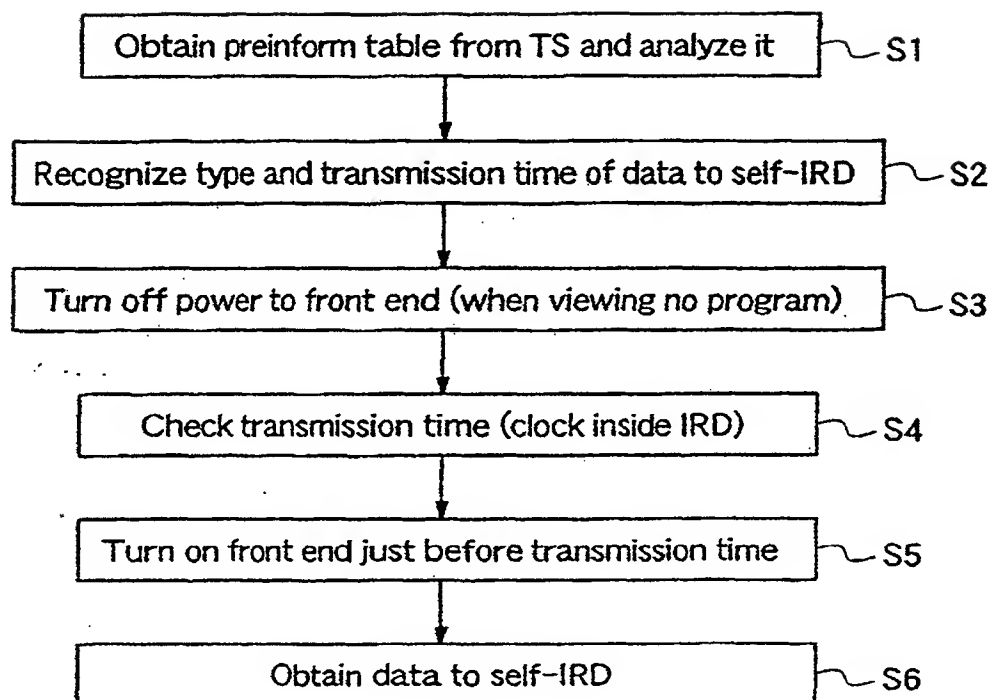 Obtain preinform table from TS and analyze it S1
Recognize type and transmission time of data to self-IRD S2
Turn off power to front end (when viewing no program) S3
Check transmission time (clock inside IRD) S4
Turn on front end just before transmission time S5
Obtain data to self-IRD S6